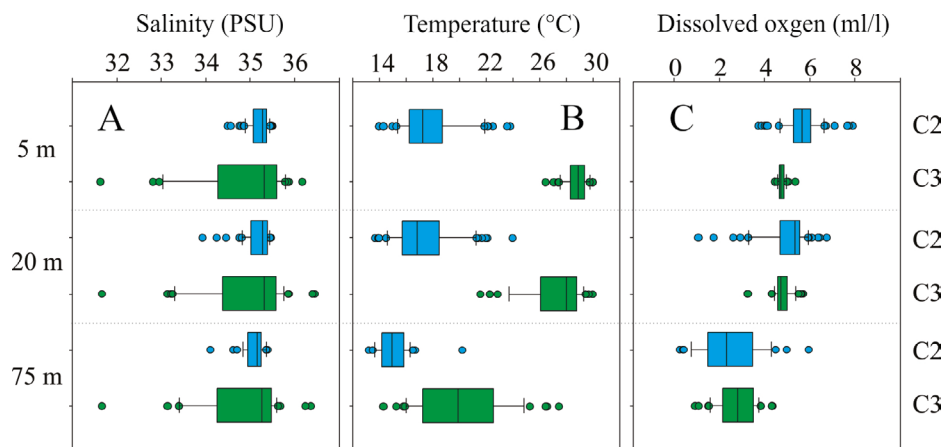 Salinity (PSU) Temperature (°C) Dissolved oxgen (ml/l)
32 33 34 35 36 14 18 22 26 30 0 2 4 6 8
A B C
5 m C2
C3
20 m C2
C3
75 m C2
C3